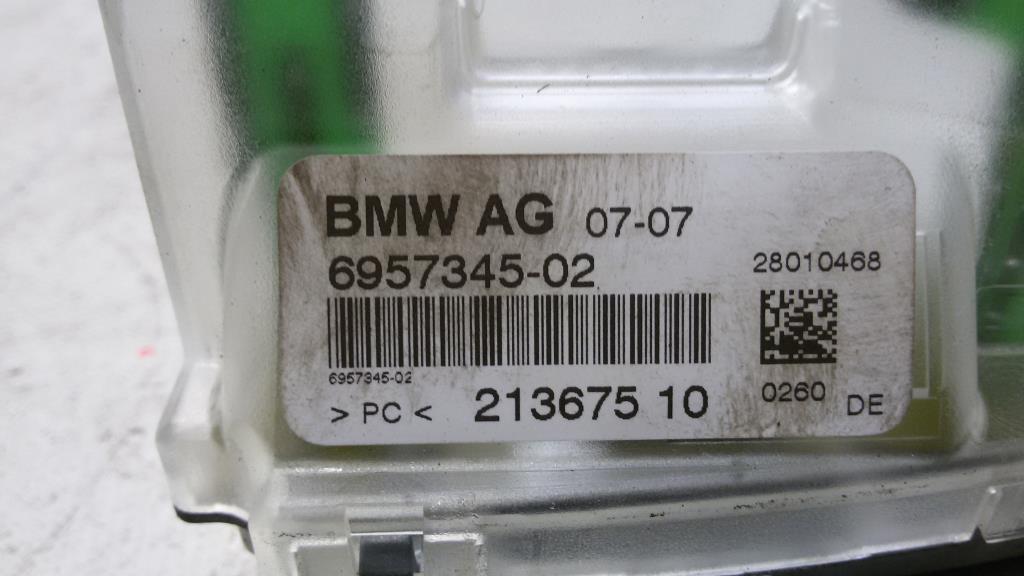 BMW AG 07-07
6957345-02 28010468
6957345-02
> PC < 213675 10 0260 DE